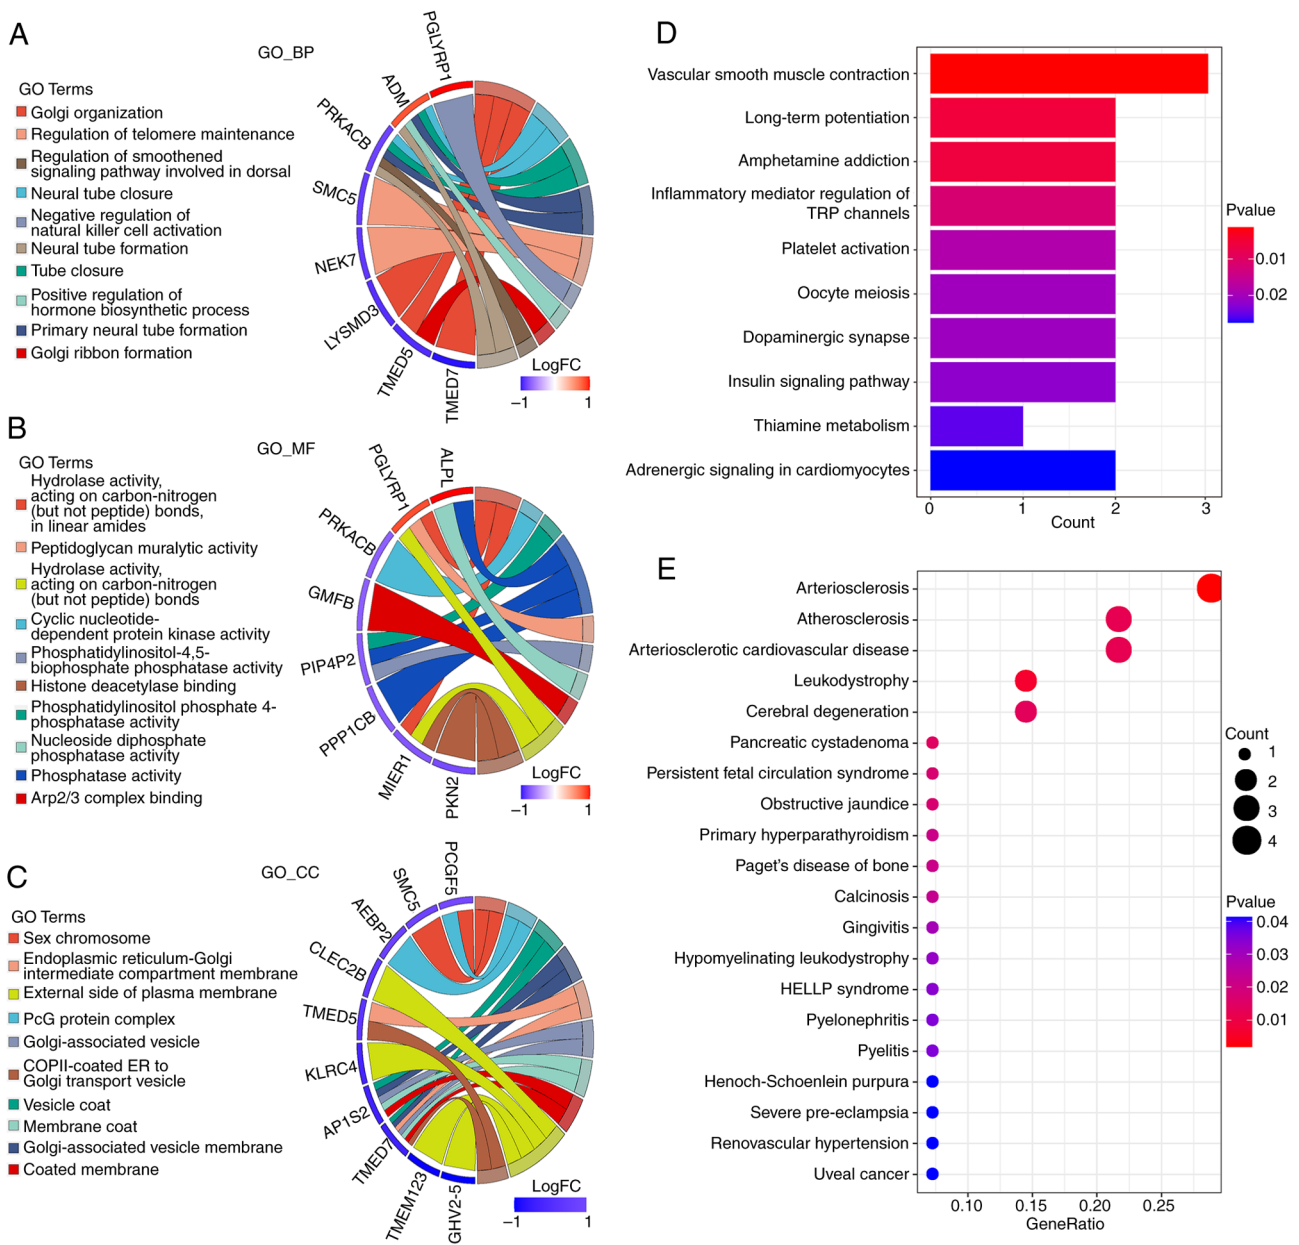 A
GO_BP
GO Terms
Golgi organization
Regulation of telomere maintenance
Regulation of smoothened
signaling pathway involved in dorsal
Neural tube closure
Negative regulation of
natural killer cell activation
Neural tube formation
Tube closure
Positive regulation of
hormone biosynthetic process
Primary neural tube formation
Golgi ribbon formation
PGLYRP1
ADM
PRKACB
SMC5
NEK7
LYSMD3
TMED5
TMED7
LogFC
−1 1
B
GO_MF
GO Terms
Hydrolase activity,
acting on carbon-nitrogen
(but not peptide) bonds,
in linear amides
Peptidoglycan muralytic activity
Hydrolase activity,
acting on carbon-nitrogen
(but not peptide) bonds
Cyclic nucleotide-
dependent protein kinase activity
Phosphatidylinositol-4,5-
biophosphate phosphatase activity
Histone deacetylase binding
Phosphatidylinositol phosphate 4-
phosphatase activity
Nucleoside diphosphate
phosphatase activity
Phosphatase activity
Arp2/3 complex binding
ALPL
PGLYRP1
PRKACB
GMFB
PIP4P2
PPP1CB
MIER1
PKN2
LogFC
−1 1
C
GO_CC
GO Terms
Sex chromosome
Endoplasmic reticulum-Golgi
intermediate compartment membrane
External side of plasma membrane
PcG protein complex
Golgi-associated vesicle
COPII-coated ER to
Golgi transport vesicle
Vesicle coat
Membrane coat
Golgi-associated vesicle membrane
Coated membrane
PCGF5
SMC5
AEBP2
CLEC2B
TMED5
KLRC4
AP1S2
TMED7
TMEM123
GHV2-5
LogFC
−1 1
D
Vascular smooth muscle contraction
Long-term potentiation
Amphetamine addiction
Inflammatory mediator regulation of
TRP channels
Platelet activation
Oocyte meiosis
Dopaminergic synapse
Insulin signaling pathway
Thiamine metabolism
Adrenergic signaling in cardiomyocytes
0 1 2 3
Count
Pvalue
0.01
0.02
E
Arteriosclerosis
Atherosclerosis
Arteriosclerotic cardiovascular disease
Leukodystrophy
Cerebral degeneration
Pancreatic cystadenoma
Persistent fetal circulation syndrome
Obstructive jaundice
Primary hyperparathyroidism
Paget's disease of bone
Calcinosis
Gingivitis
Hypomyelinating leukodystrophy
HELLP syndrome
Pyelonephritis
Pyelitis
Henoch-Schoenlein purpura
Severe pre-eclampsia
Renovascular hypertension
Uveal cancer
0.10 0.15 0.20 0.25
GeneRatio
Count
1
2
3
4
Pvalue
0.04
0.03
0.02
0.01